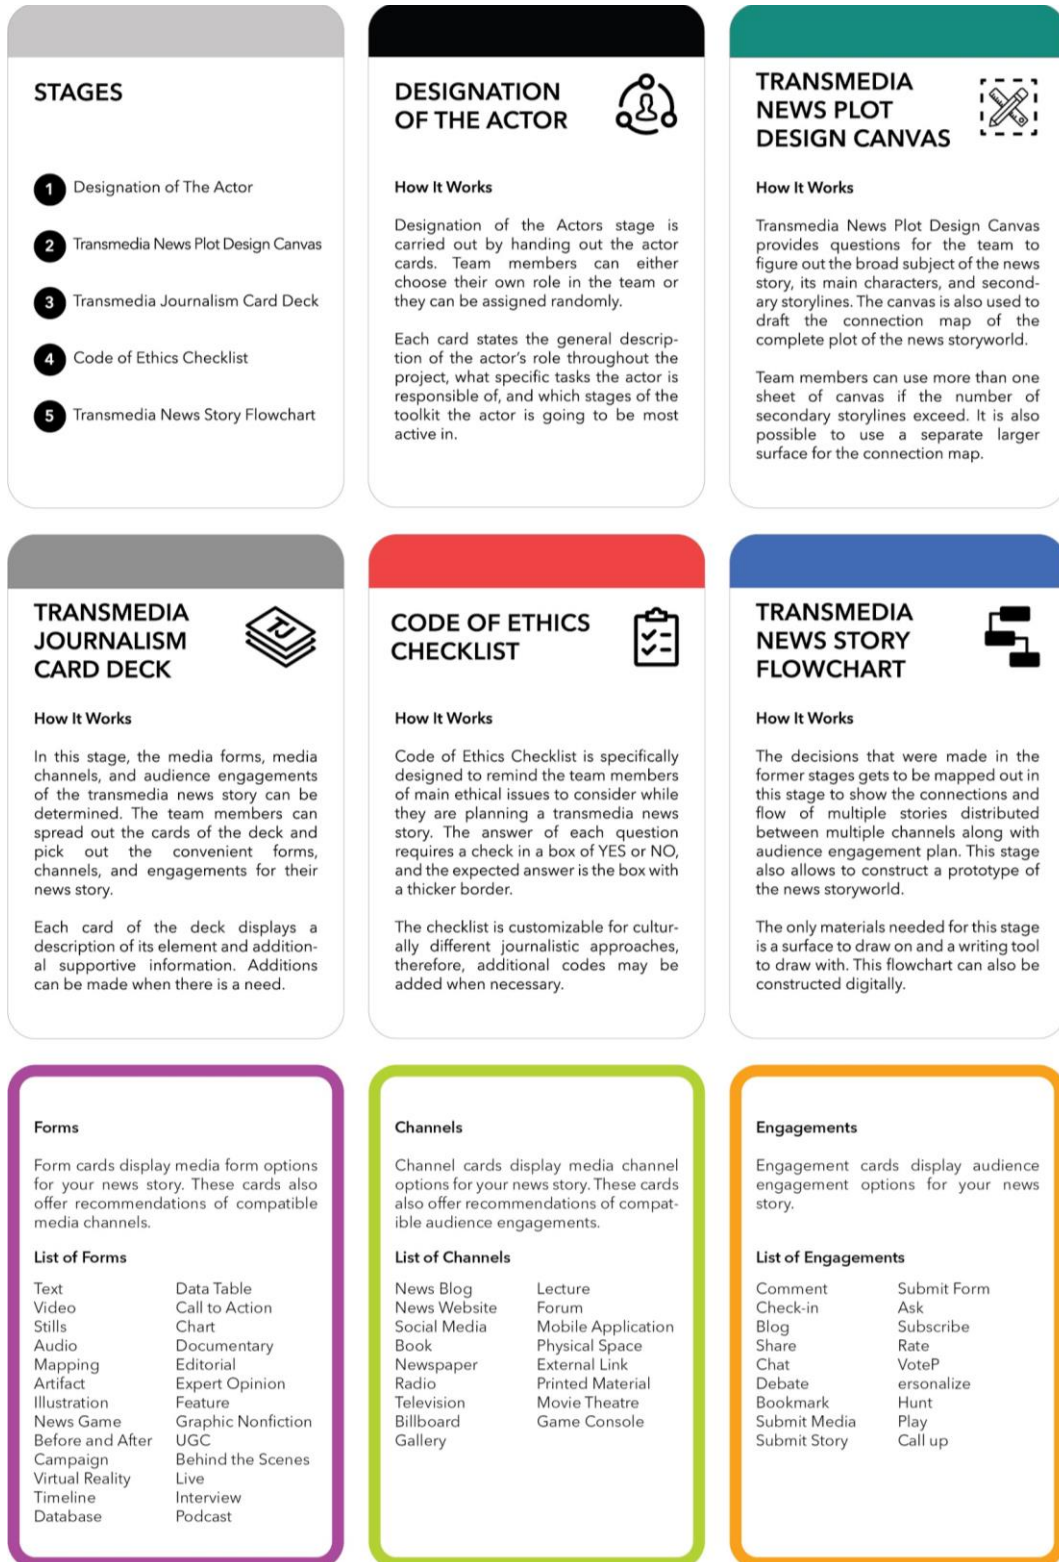 STAGES
1 Designation of The Actor
2 Transmedia News Plot Design Canvas
3 Transmedia Journalism Card Deck
4 Code of Ethics Checklist
5 Transmedia News Story Flowchart
DESIGNATION
OF THE ACTOR
How It Works
Designation of the Actors stage is
carried out by handing out the actor
cards. Team members can either
choose their own role in the team or
they can be assigned randomly.
Each card states the general descrip-
tion of the actor's role throughout the
project, what specific tasks the actor is
responsible of, and which stages of the
toolkit the actor is going to be most
active in.
TRANSMEDIA
NEWS PLOT
DESIGN CANVAS
How It Works
Transmedia News Plot Design Canvas
provides questions for the team to
figure out the broad subject of the news
story, its main characters, and second-
ary storylines. The canvas is also used to
draft the connection map of the
complete plot of the news storyworld.
Team members can use more than one
sheet of canvas if the number of
secondary storylines exceed. It is also
possible to use a separate larger
surface for the connection map.
TRANSMEDIA
JOURNALISM
CARD DECK
TJ
How It Works
In this stage, the media forms, media
channels, and audience engagements
of the transmedia news story can be
determined. The team members can
spread out the cards of the deck and
pick out the convenient forms,
channels, and engagements for their
news story.
Each card of the deck displays a
description of its element and addition-
al supportive information. Additions
can be made when there is a need.
CODE OF ETHICS
CHECKLIST
How It Works
Code of Ethics Checklist is specifically
designed to remind the team members
of main ethical issues to consider while
they are planning a transmedia news
story. The answer of each question
requires a check in a box of YES or NO,
and the expected answer is the box with
a thicker border.
The checklist is customizable for cultur-
ally different journalistic approaches,
therefore, additional codes may be
added when necessary.
TRANSMEDIA
NEWS STORY
FLOWCHART
How It Works
The decisions that were made in the
former stages gets to be mapped out in
this stage to show the connections and
flow of multiple stories distributed
between multiple channels along with
audience engagement plan. This stage
also allows to construct a prototype of
the news storyworld.
The only materials needed for this stage
is a surface to draw on and a writing tool
to draw with. This flowchart can also be
constructed digitally.
Forms
Form cards display media form options
for your news story. These cards also
offer recommendations of compatible
media channels.
List of Forms
Text
Video
Stills
Audio
Mapping
Artifact
Illustration
News Game
Before and After
Campaign
Virtual Reality
Timeline
Database
Data Table
Call to Action
Chart
Documentary
Editorial
Expert Opinion
Feature
Graphic Nonfiction
UGC
Behind the Scenes
Live
Interview
Podcast
Channels
Channel cards display media channel
options for your news story. These cards
also offer recommendations of compat-
ible audience engagements.
List of Channels
News Blog
News Website
Social Media
Book
Newspaper
Radio
Television
Billboard
Gallery
Lecture
Forum
Mobile Application
Physical Space
External Link
Printed Material
Movie Theatre
Game Console
Engagements
Engagement cards display audience
engagement options for your news
story.
List of Engagements
Comment
Check-in
Blog
Share
Chat
Debate
Bookmark
Submit Media
Submit Story
Submit Form
Ask
Subscribe
Rate
VoteP
ersonalize
Hunt
Play
Call up